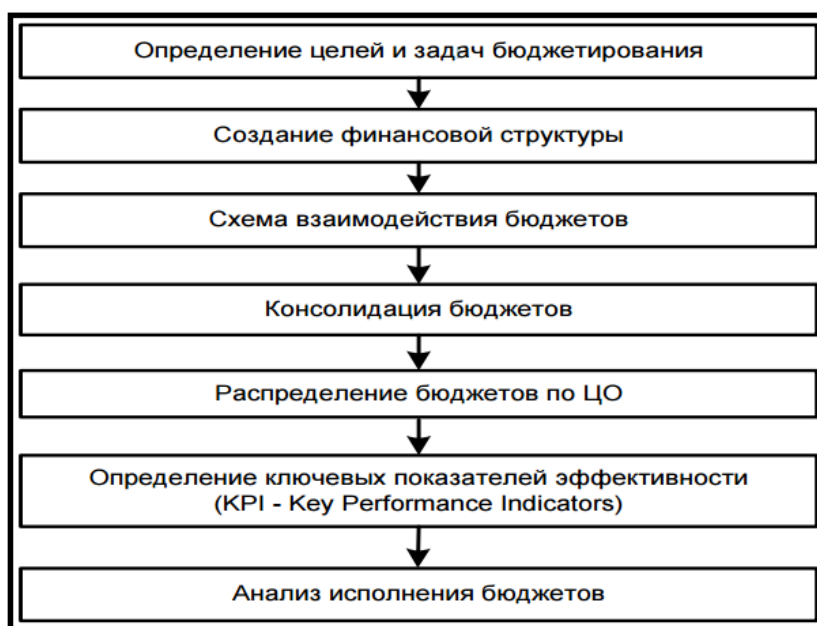 Определение целей и задач бюджетирования
Создание финансовой структуры
Схема взаимодействия бюджетов
Консолидация бюджетов
Распределение бюджетов по ЦО
Определение ключевых показателей эффективности
(KPI - Key Performance Indicators)
Анализ исполнения бюджетов